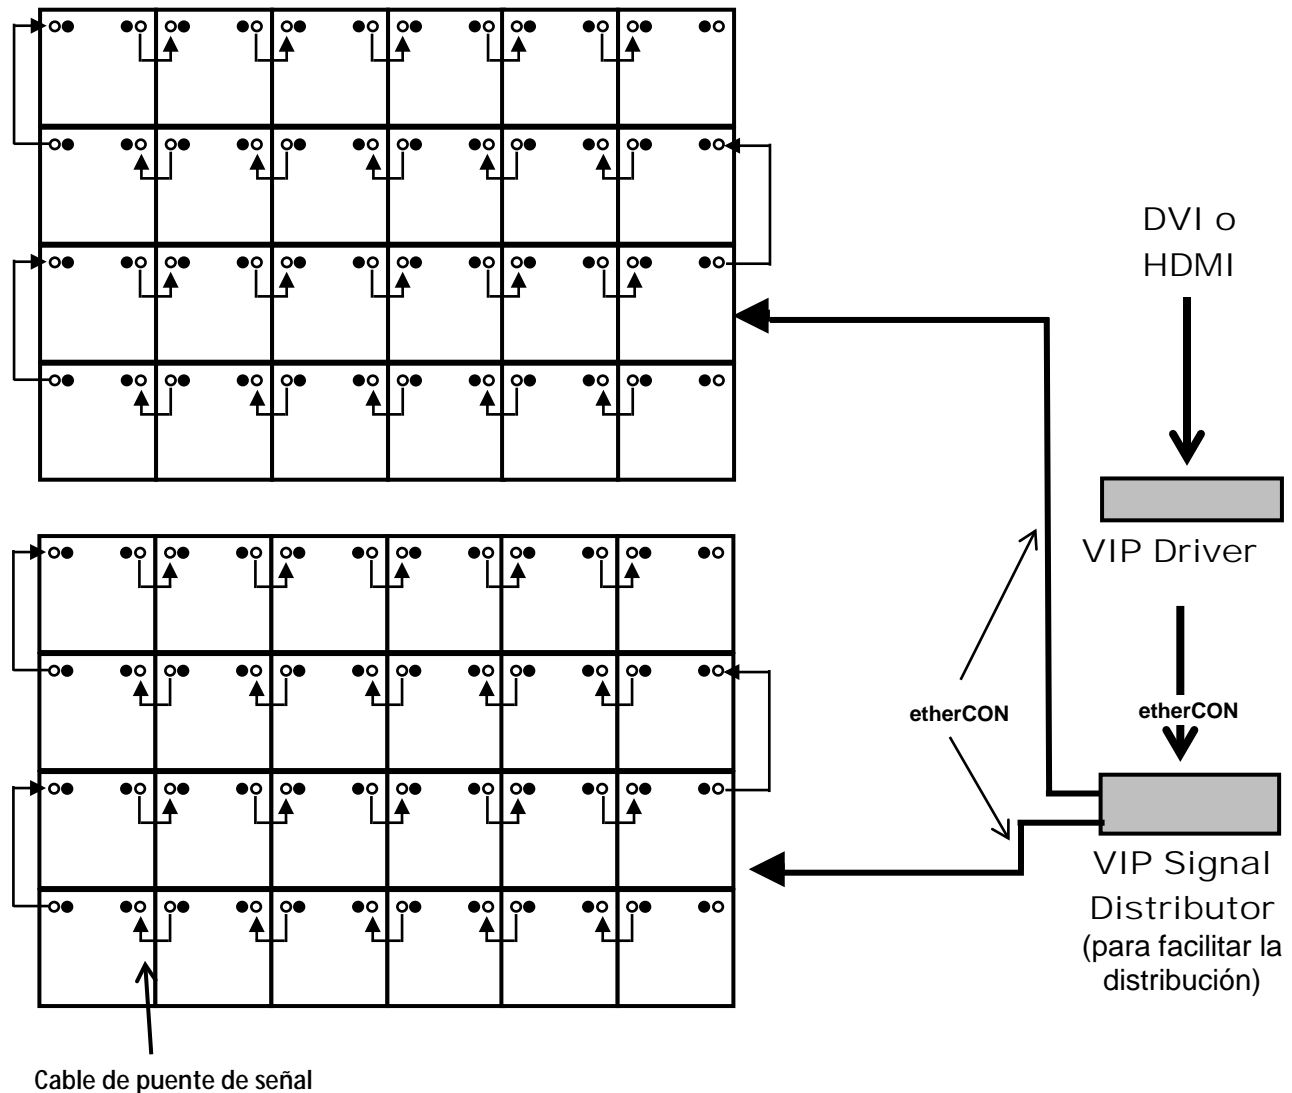 DVI o
HDMI
VIP Driver
etherCON
etherCON
VIP Signal
Distributor
(para facilitar la
distribución)
Cable de puente de señal